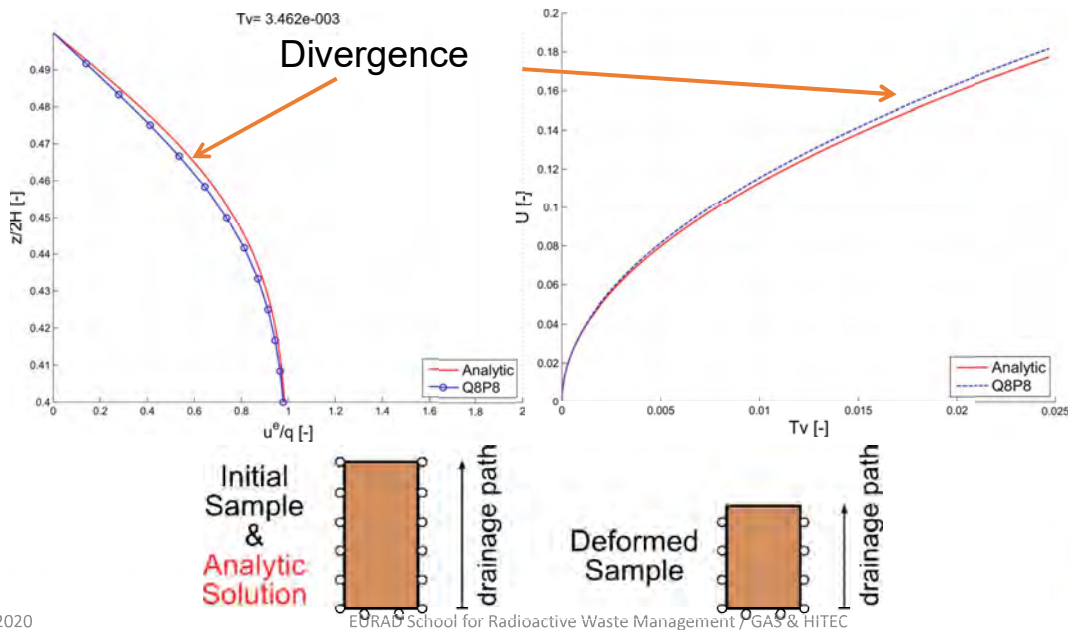 Tv= 3.462e-003
Divergence
0.49
0.48
0.47
0.46
0.45
0.44
0.43
0.42
0.41
0.4
z/2H [-]
0
0.2
0.4
0.6
0.8
1
1.2
1.4
1.6
1.8
2
uᵉ/q [-]
Analytic
Q8P8
0.2
0.18
0.16
0.14
0.12
0.1
0.08
0.06
0.04
0.02
0
U [-]
0
0.005
0.01
0.015
0.02
0.025
Tv [-]
Analytic
Q8P8
Initial
Sample
&
Analytic
Solution
drainage path
Deformed
Sample
drainage path
2020
EURAD School for Radioactive Waste Management / GAS & HITEC